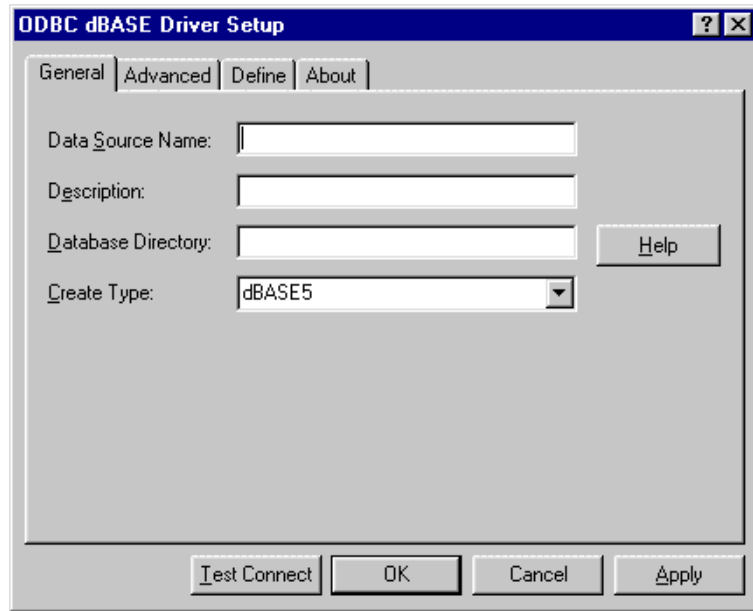 ODBC dBASE Driver Setup
General Advanced Define About
Data Source Name:
Description:
Database Directory:
Help
Create Type: dBASE5
Test Connect OK Cancel Apply